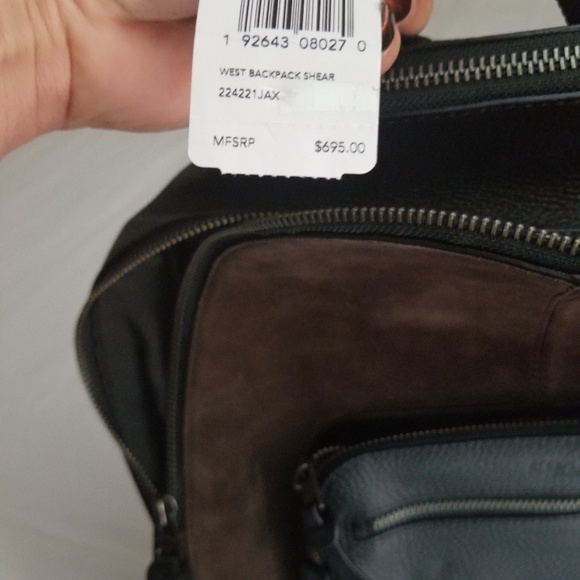 1 92643 08027 0
WEST BACKPACK SHEAR
224221JAX
MFSRP $695.00